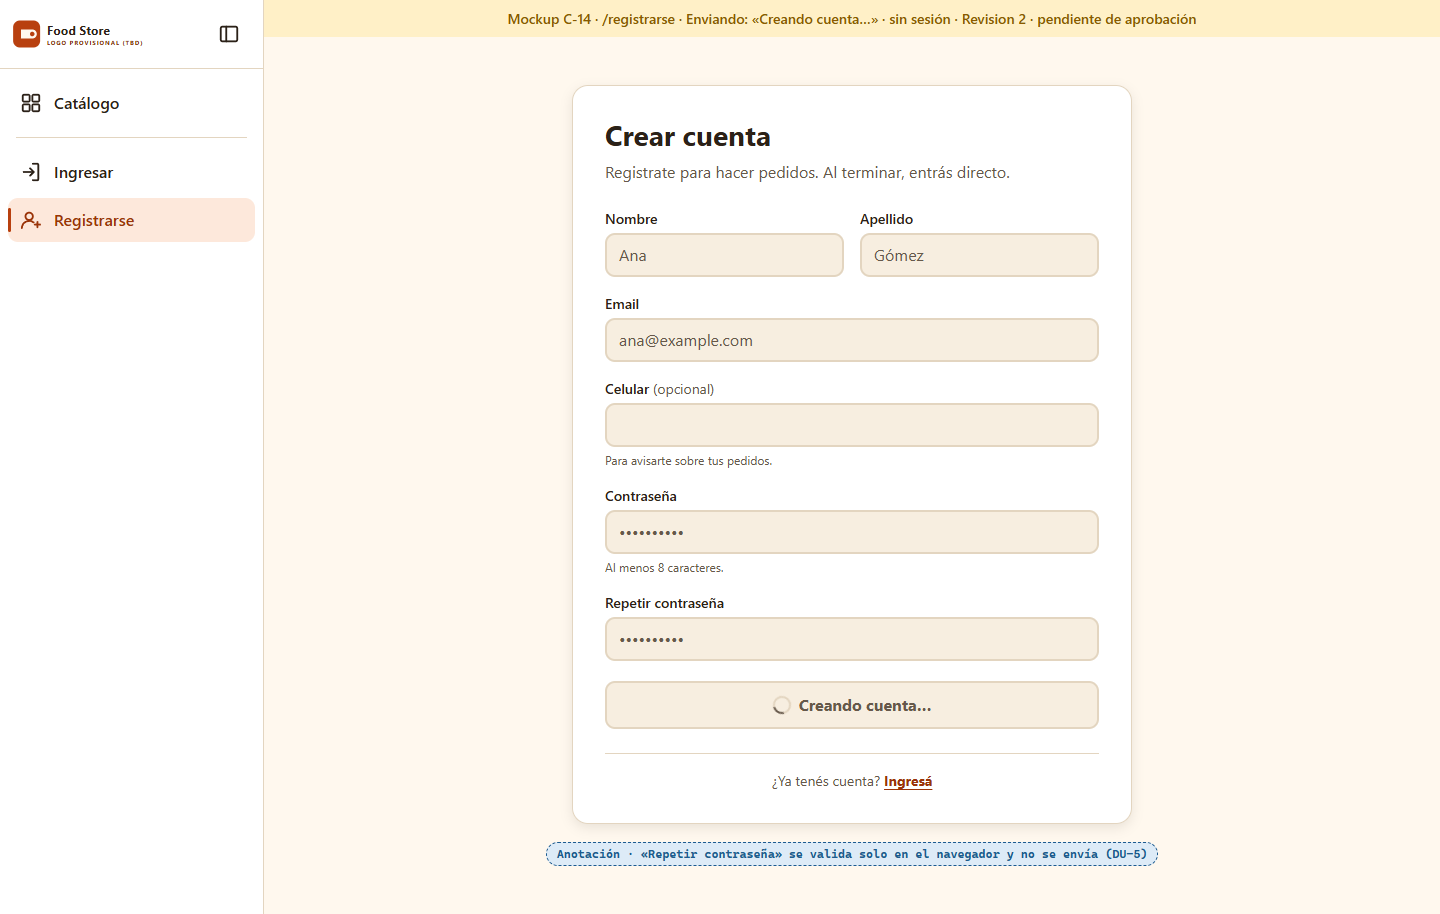 Mockup C-14 · /registrarse · Enviando: «Creando cuenta…» · sin sesión · Revision 2 · pendiente de aprobación
Food Store
LOGO PROVISIONAL (TBD)
Catálogo
Ingresar
Registrarse
Crear cuenta
Registrate para hacer pedidos. Al terminar, entrás directo.
Nombre
Apellido
Ana
Gómez
Email
ana@example.com
Celular (opcional)
Para avisarte sobre tus pedidos.
Contraseña
••••••••••
Al menos 8 caracteres.
Repetir contraseña
••••••••••
Creando cuenta…
¿Ya tenés cuenta? Ingresá
Anotación · «Repetir contraseña» se valida solo en el navegador y no se envía (DU-5)